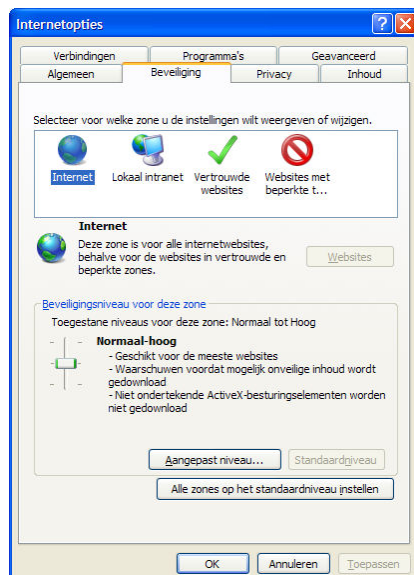 Internetopties
Verbindingen Programma's Geavanceerd
Algemeen Beveiliging Privacy Inhoud
Selecteer voor welke zone u de instellingen wilt weergeven of wijzigen.
Internet Lokaal intranet Vertrouwde websites Websites met beperkte t...
Internet
Deze zone is voor alle internetwebsites,
behalve voor de websites in vertrouwde en
beperkte zones.
Websites
Beveiligingsniveau voor deze zone
Toegestane niveaus voor deze zone: Normaal tot Hoog
Normaal-hoog
- Geschikt voor de meeste websites
- Waarschuwen voordat mogelijk onveilige inhoud wordt
gedownload
- Niet ondertekende ActiveX-besturingselementen worden
niet gedownload
Aangepast niveau... Standaardniveau
Alle zones op het standaardniveau instellen
OK Annuleren Toepassen